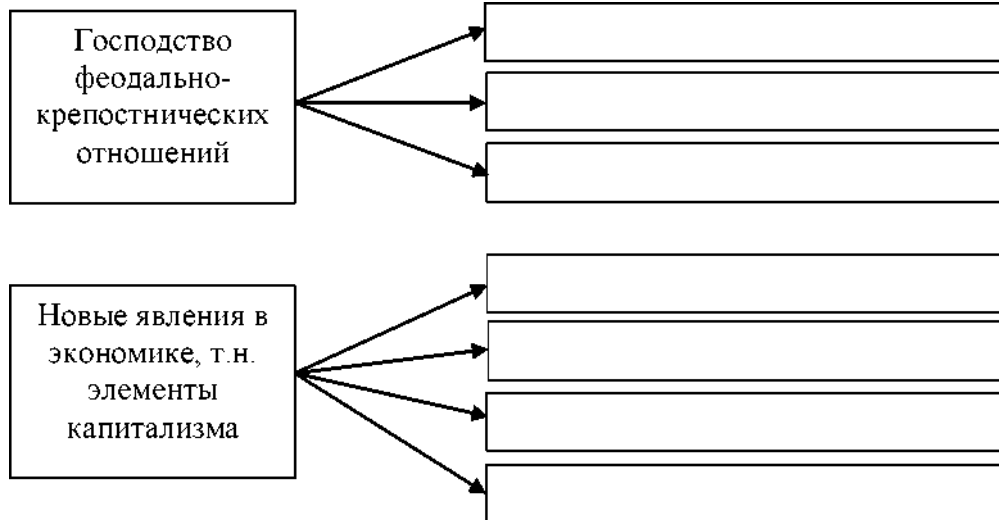 Господство
феодально-
крепостнических
отношений
Новые явления в
экономике, т.н.
элементы
капитализма